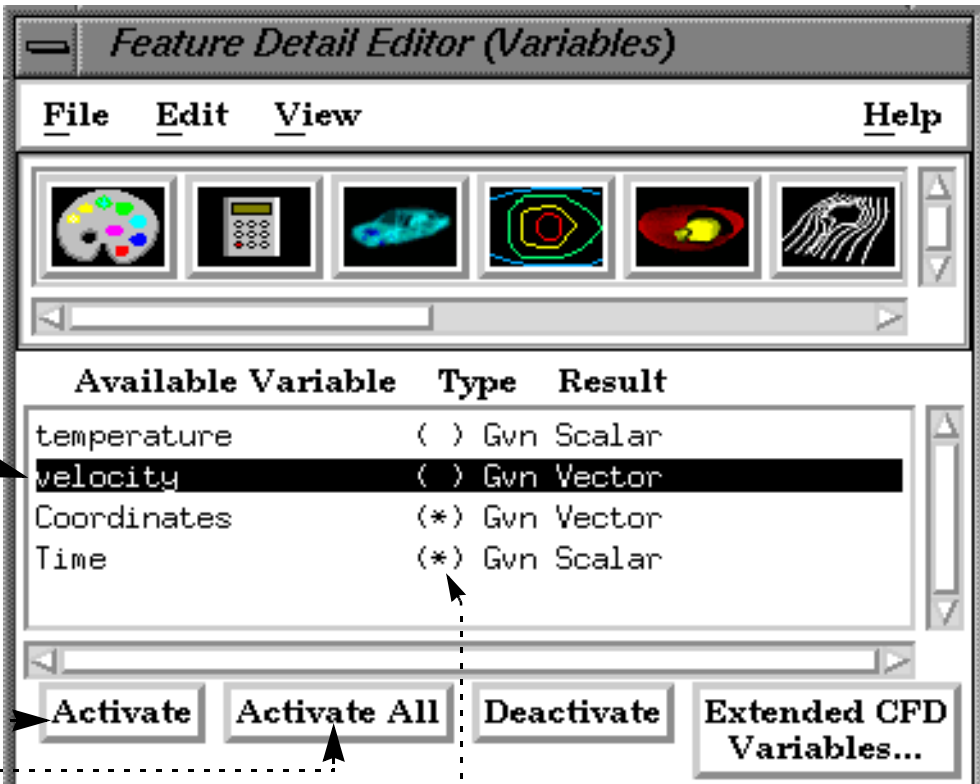 Feature Detail Editor (Variables)
File Edit View Help
Available Variable Type Result
temperature ( ) Gvn Scalar
velocity ( ) Gvn Vector
Coordinates (*) Gvn Vector
Time (*) Gvn Scalar
Activate Activate All Deactivate Extended CFD
Variables...